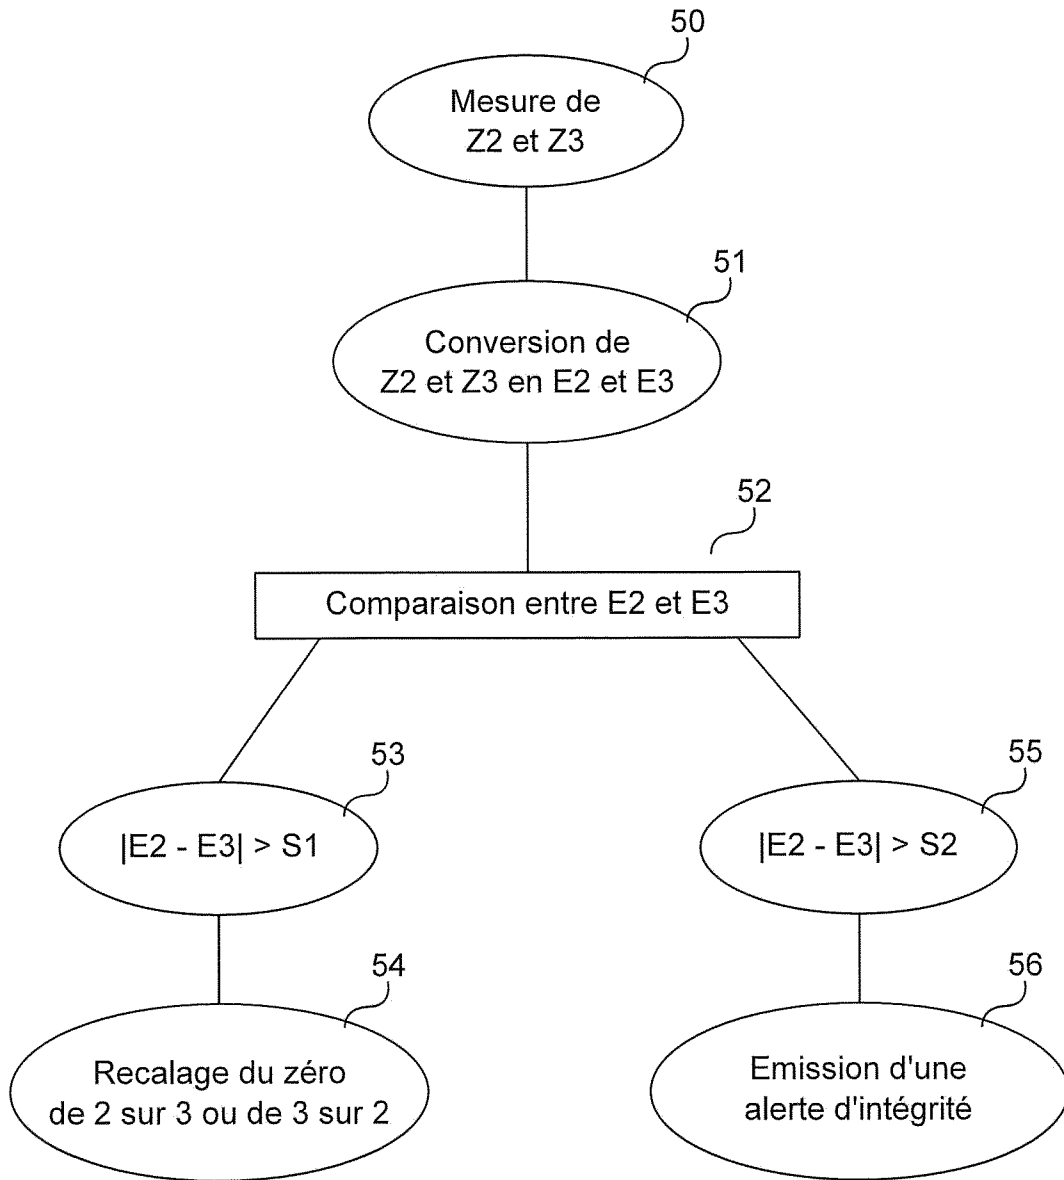 50
Mesure de
Z2 et Z3
51
Conversion de
Z2 et Z3 en E2 et E3
52
Comparaison entre E2 et E3
53
|E2 - E3| > S1
55
|E2 - E3| > S2
54
Recalage du zéro
de 2 sur 3 ou de 3 sur 2
56
Emission d'une
alerte d'intégrité